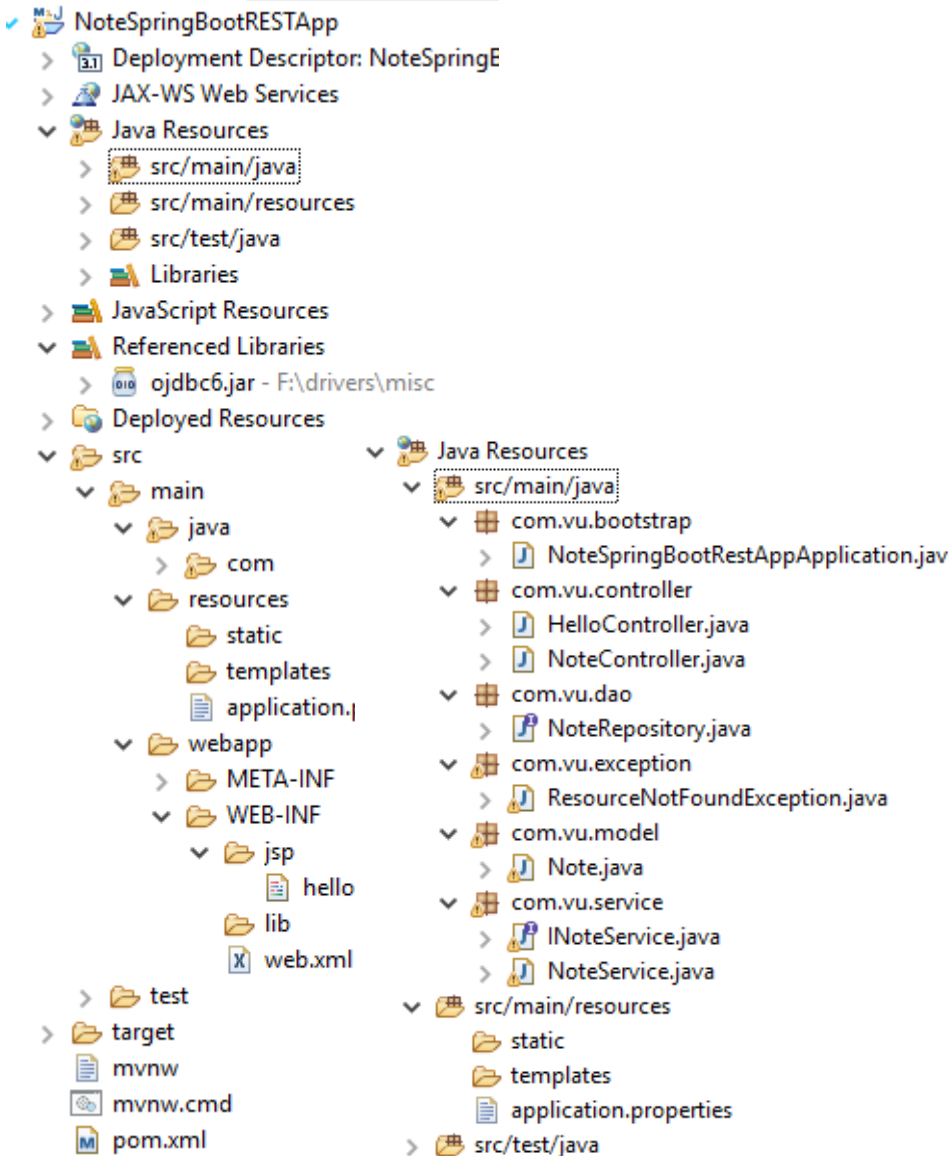 NoteSpringBootRESTApp
Deployment Descriptor: NoteSpringB
JAX-WS Web Services
Java Resources
src/main/java
src/main/resources
src/test/java
Libraries
JavaScript Resources
Referenced Libraries
ojdbc6.jar - F:\drivers\misc
Deployed Resources
src
main
java
com
resources
static
templates
application.p
webapp
META-INF
WEB-INF
jsp
hello
lib
web.xml
test
target
mvnw
mvnw.cmd
pom.xml
Java Resources
src/main/java
com.vu.bootstrap
NoteSpringBootRestAppApplication.jav
com.vu.controller
HelloController.java
NoteController.java
com.vu.dao
NoteRepository.java
com.vu.exception
ResourceNotFoundException.java
com.vu.model
Note.java
com.vu.service
INoteService.java
NoteService.java
src/main/resources
static
templates
application.properties
src/test/java